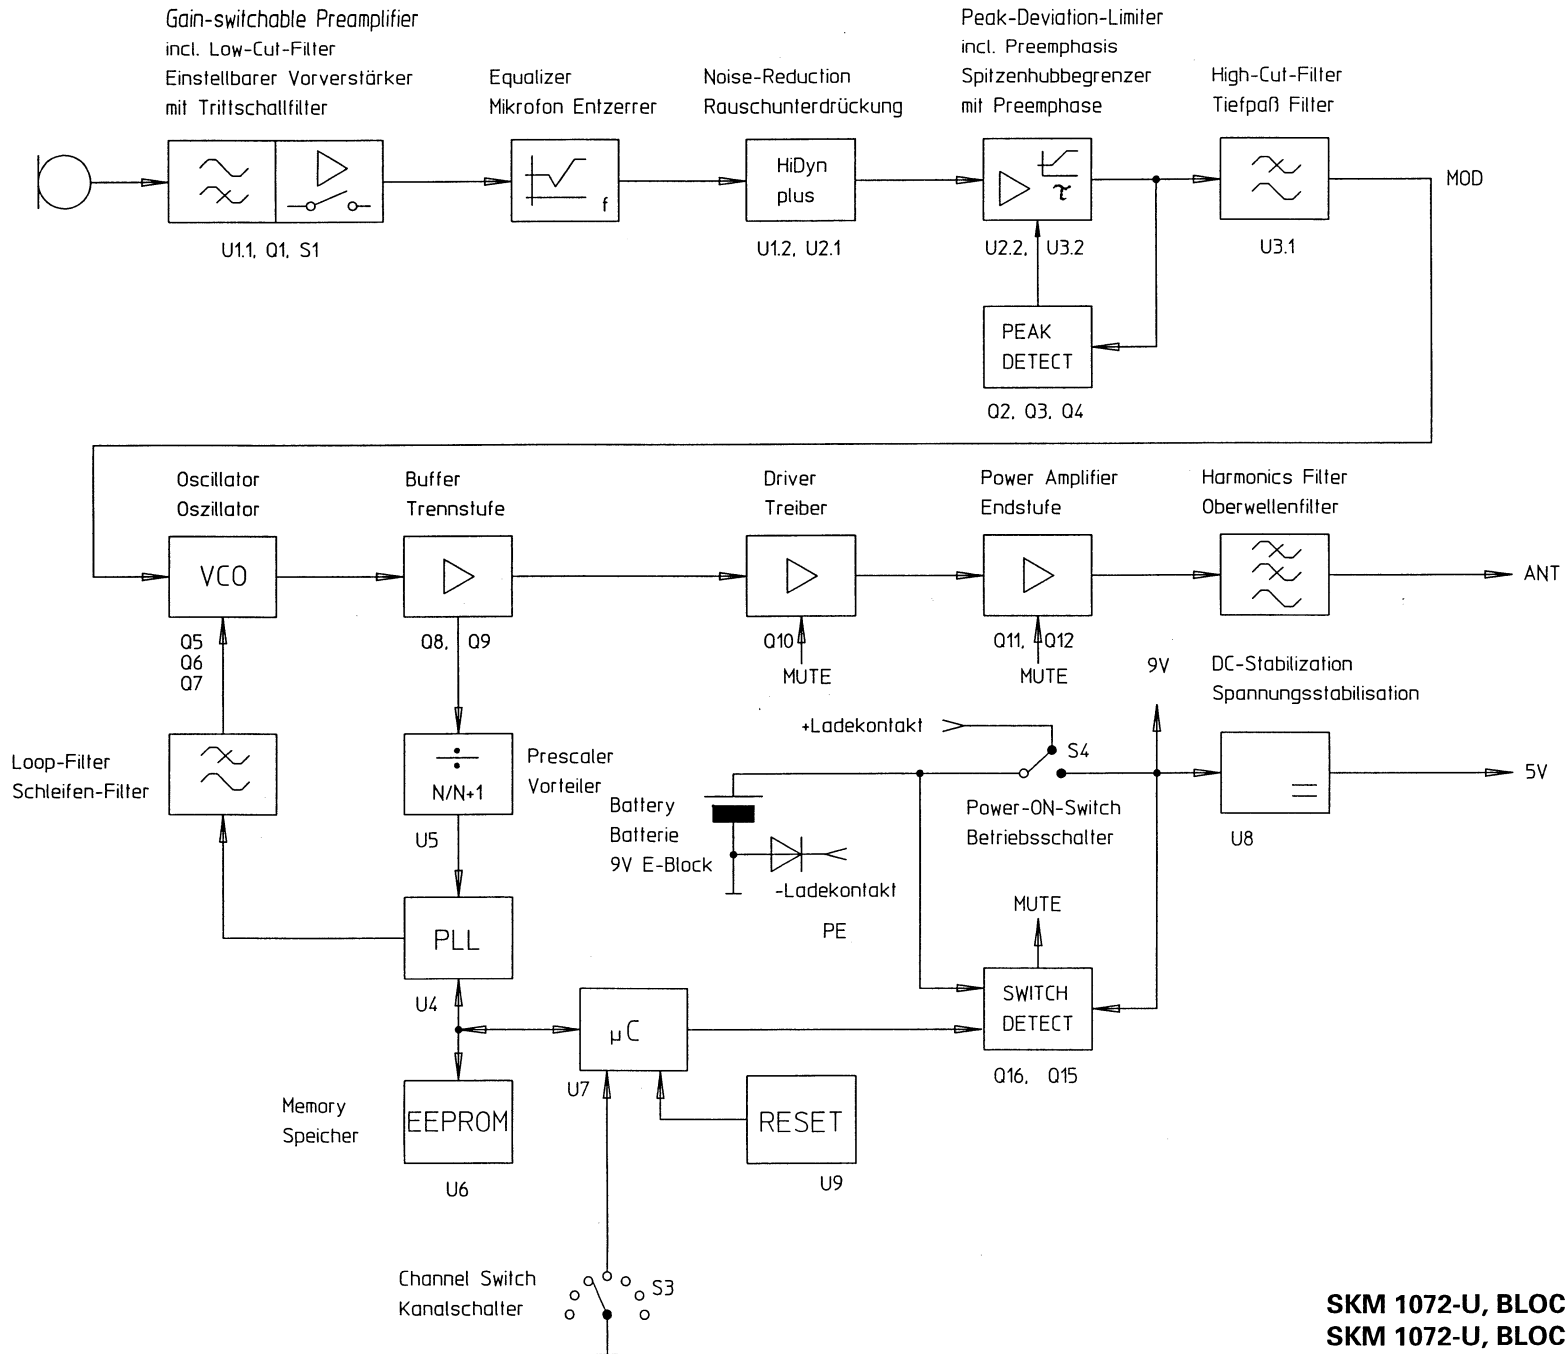 Gain-switchable Preamplifier
incl. Low-Cut-Filter
Einstellbarer Vorverstärker
mit Trittschallfilter
Equalizer
Mikrofon Entzerrer
Noise-Reduction
Rauschunterdrückung
Peak-Deviation-Limiter
incl. Preemphasis
Spitzenhubbegrenzer
mit Preemphase
High-Cut-Filter
Tiefpaß Filter
f
HiDyn
plus
τ
MOD
U1.1, Q1, S1
U1.2, U2.1
U2.2, U3.2
U3.1
PEAK
DETECT
Q2, Q3, Q4
Oscillator
Oszillator
Buffer
Trennstufe
Driver
Treiber
Power Amplifier
Endstufe
Harmonics Filter
Oberwellenfilter
VCO
ANT
Q5
Q6
Q7
Q8, Q9
Q10
MUTE
Q11, Q12
MUTE
9V
DC-Stabilization
Spannungsstabilisation
+Ladekontakt
S4
Loop-Filter
Schleifen-Filter
N/N+1
Prescaler
Vorteiler
U5
Battery
Batterie
9V E-Block
Power-ON-Switch
Betriebsschalter
5V
U8
-Ladekontakt
PE
MUTE
PLL
U4
SWITCH
DETECT
Q16, Q15
µC
U7
Memory
Speicher
EEPROM
U6
RESET
U9
Channel Switch
Kanalschalter
S3
SKM 1072-U, BLOC
SKM 1072-U, BLOC